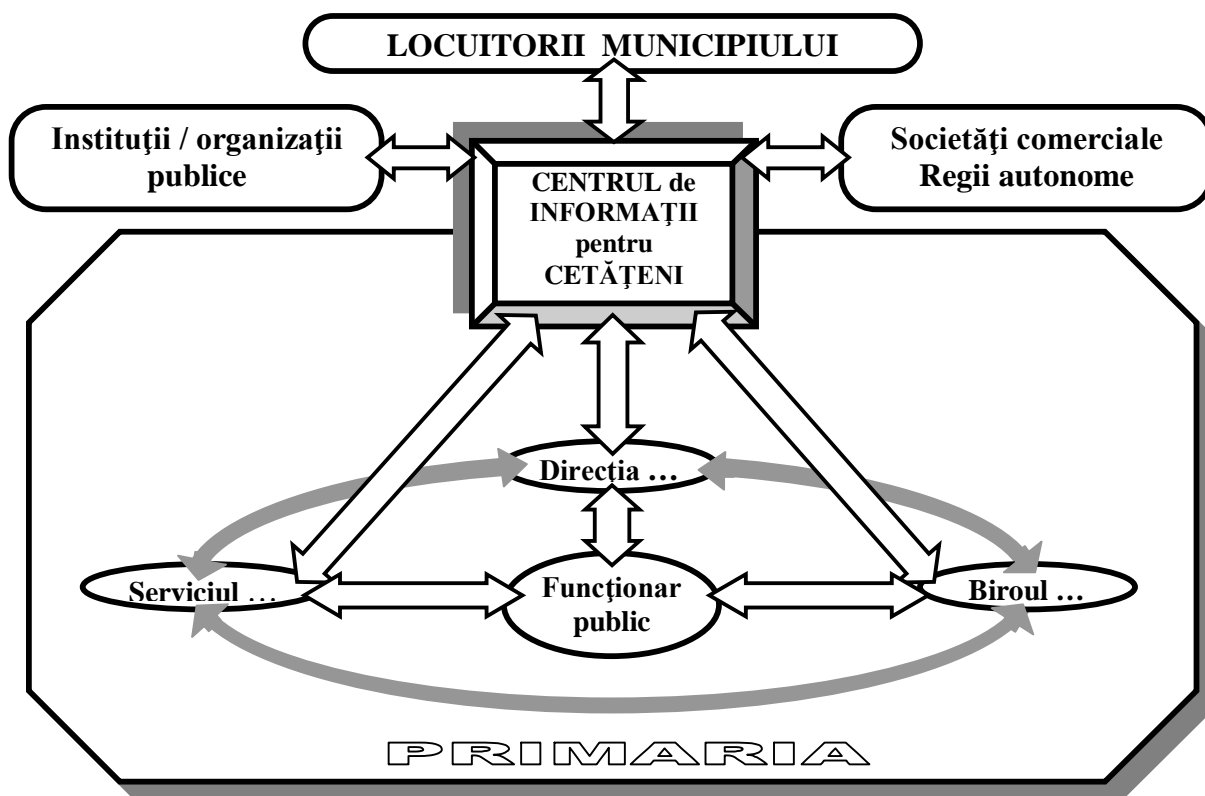 LOCUITORII MUNICIPIULUI
Instituţii / organizaţii
publice
CENTRUL de
INFORMAŢII
pentru
CETĂŢENI
Societăţi comerciale
Regii autonome
Direcţia …
Serviciul …
Funcţionar
public
Biroul …
PRIMARIA